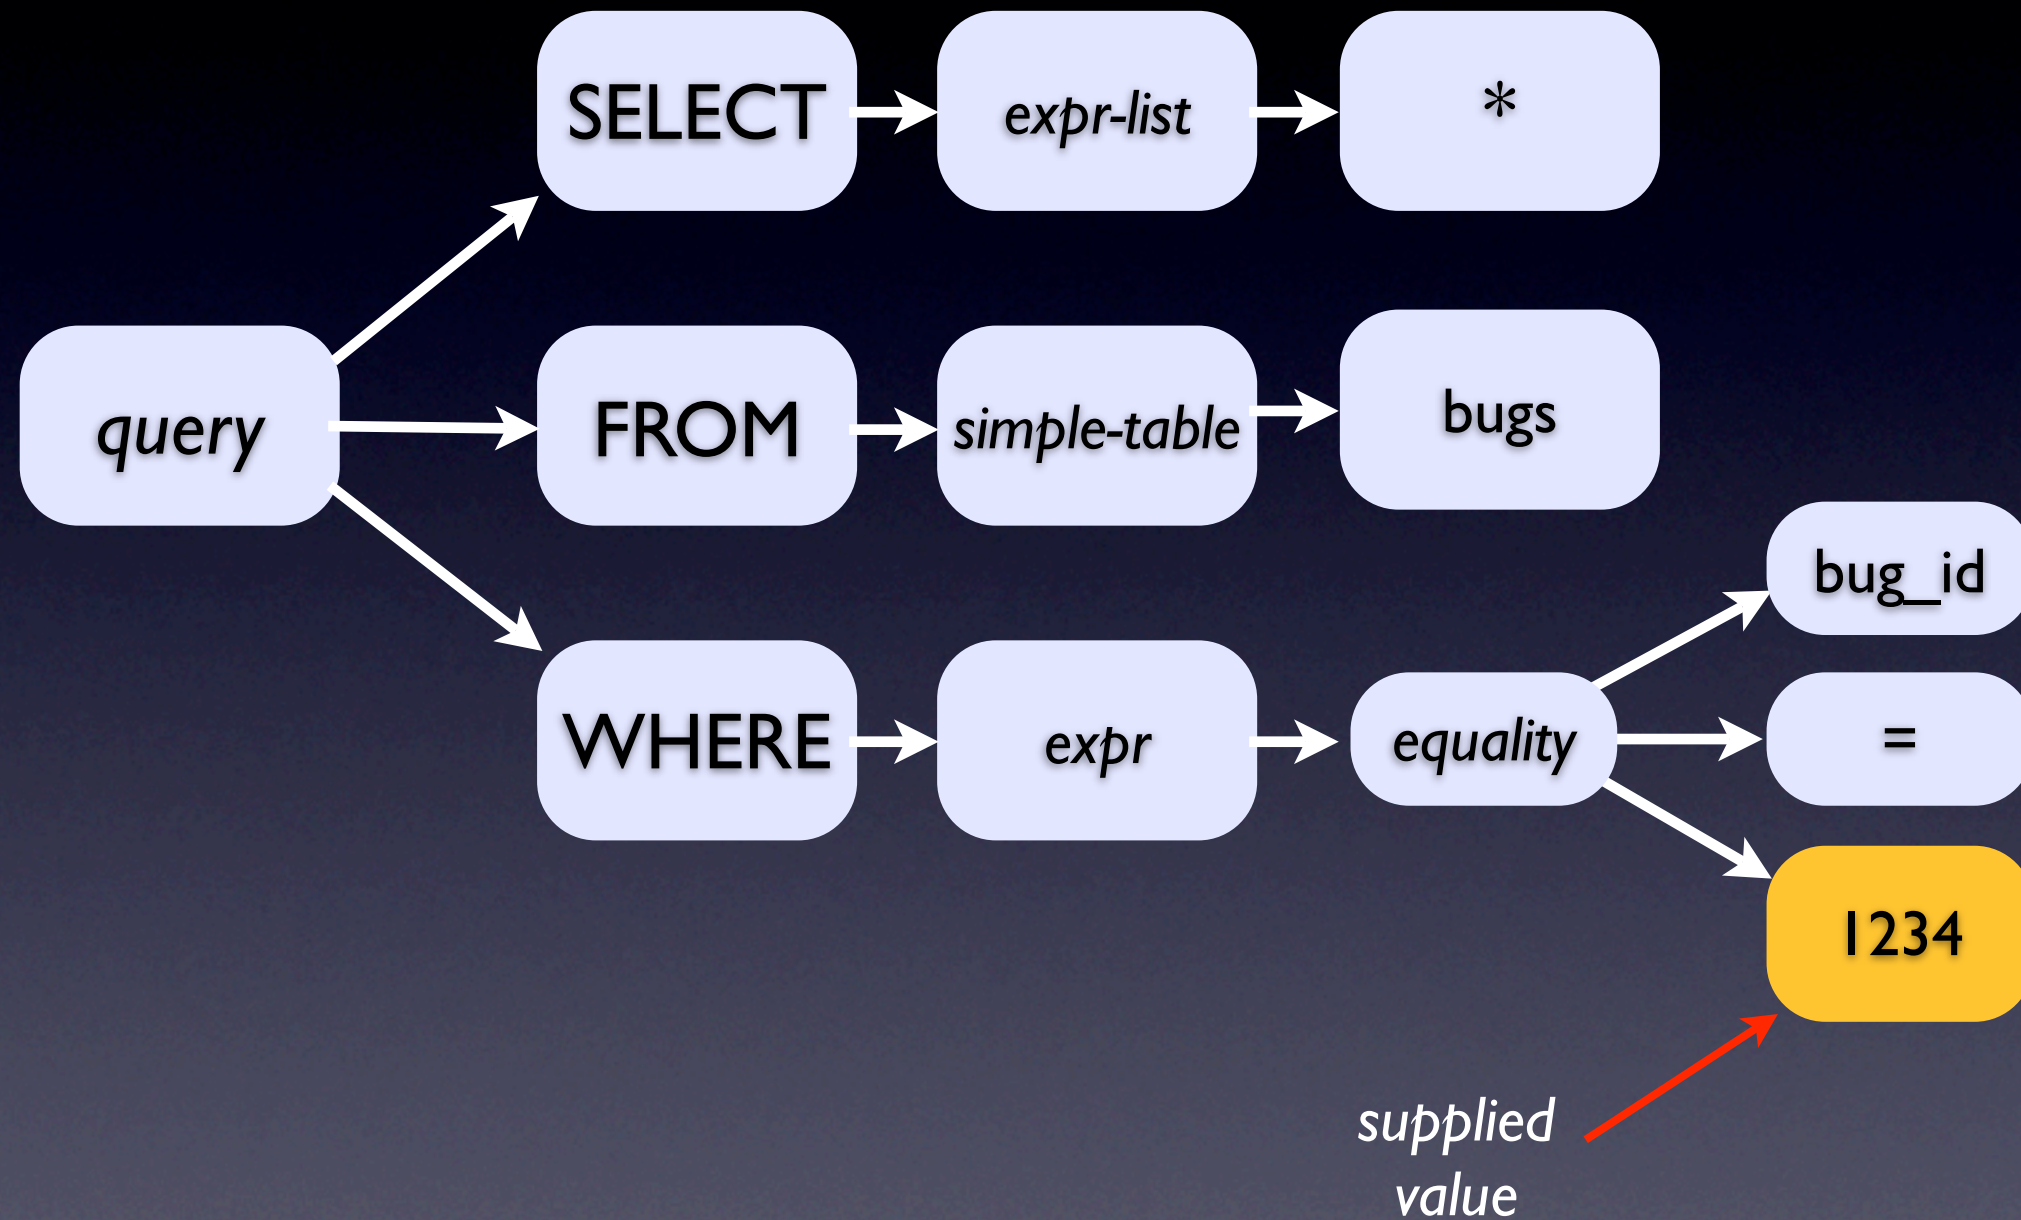 SELECT
expr-list
*
query
FROM
simple-table
bugs
bug_id
WHERE
expr
equality
=
1234
supplied
value